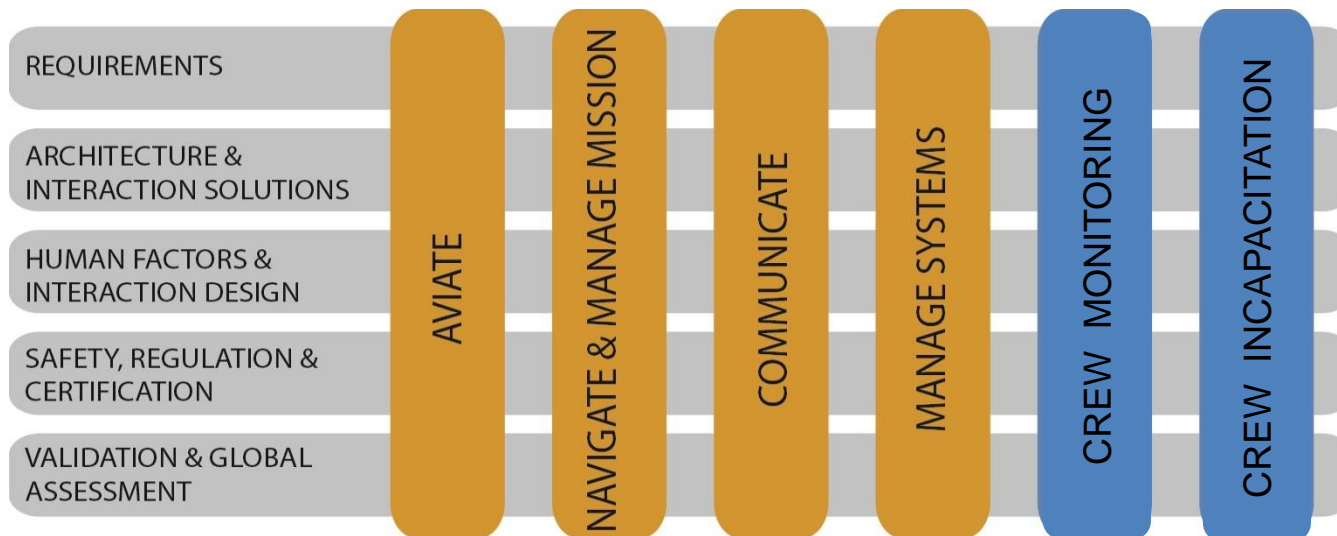 REQUIREMENTS
ARCHITECTURE &
INTERACTION SOLUTIONS
HUMAN FACTORS &
INTERACTION DESIGN
SAFETY, REGULATION &
CERTIFICATION
VALIDATION & GLOBAL
ASSESSMENT
AVIATE
NAVIGATE & MANAGE MISSION
COMMUNICATE
MANAGE SYSTEMS
CREW MONITORING
CREW INCAPACITATION